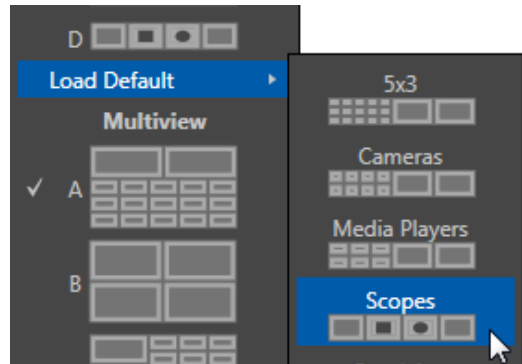 D
Load Default
Multiview
A
B
5x3
Cameras
Media Players
Scopes